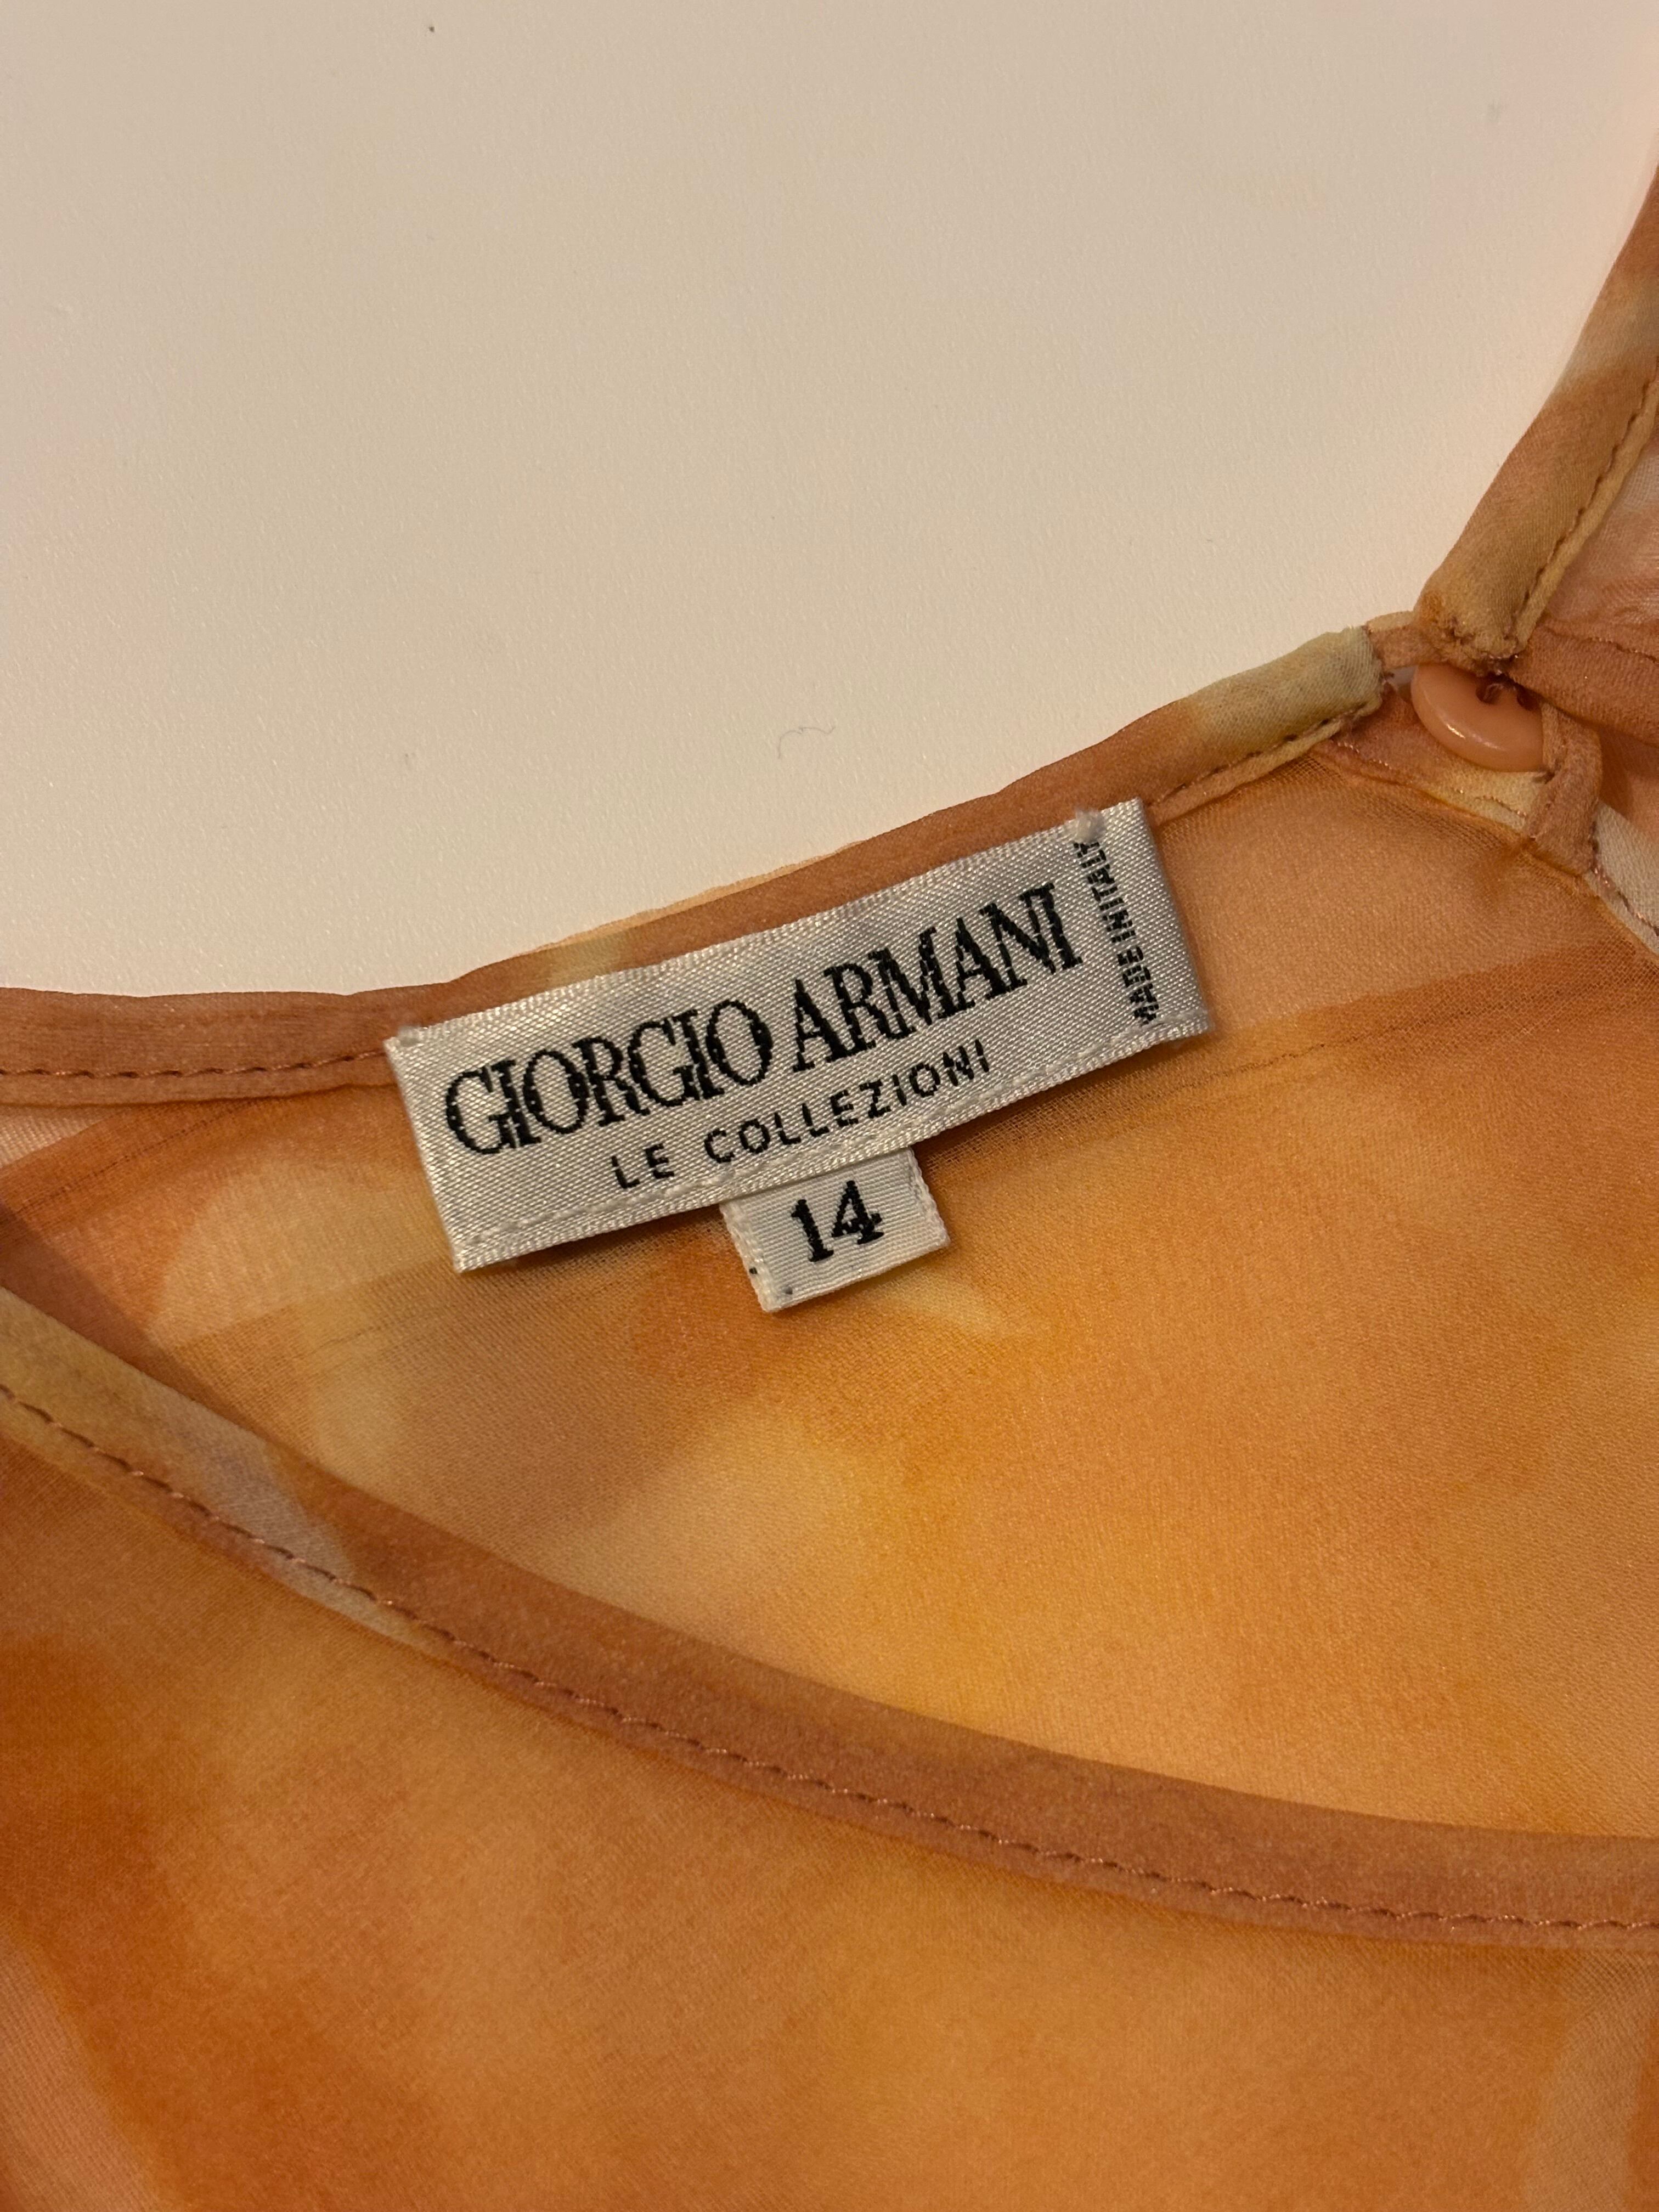 GIORGIO ARMANI
LE COLLEZIONI
MADE IN ITALY
14